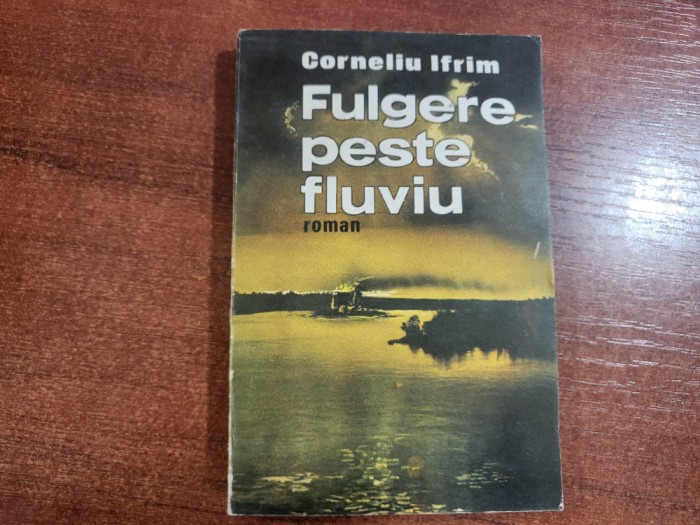 Corneliu Ifrim
Fulgere
peste
fluviu
roman